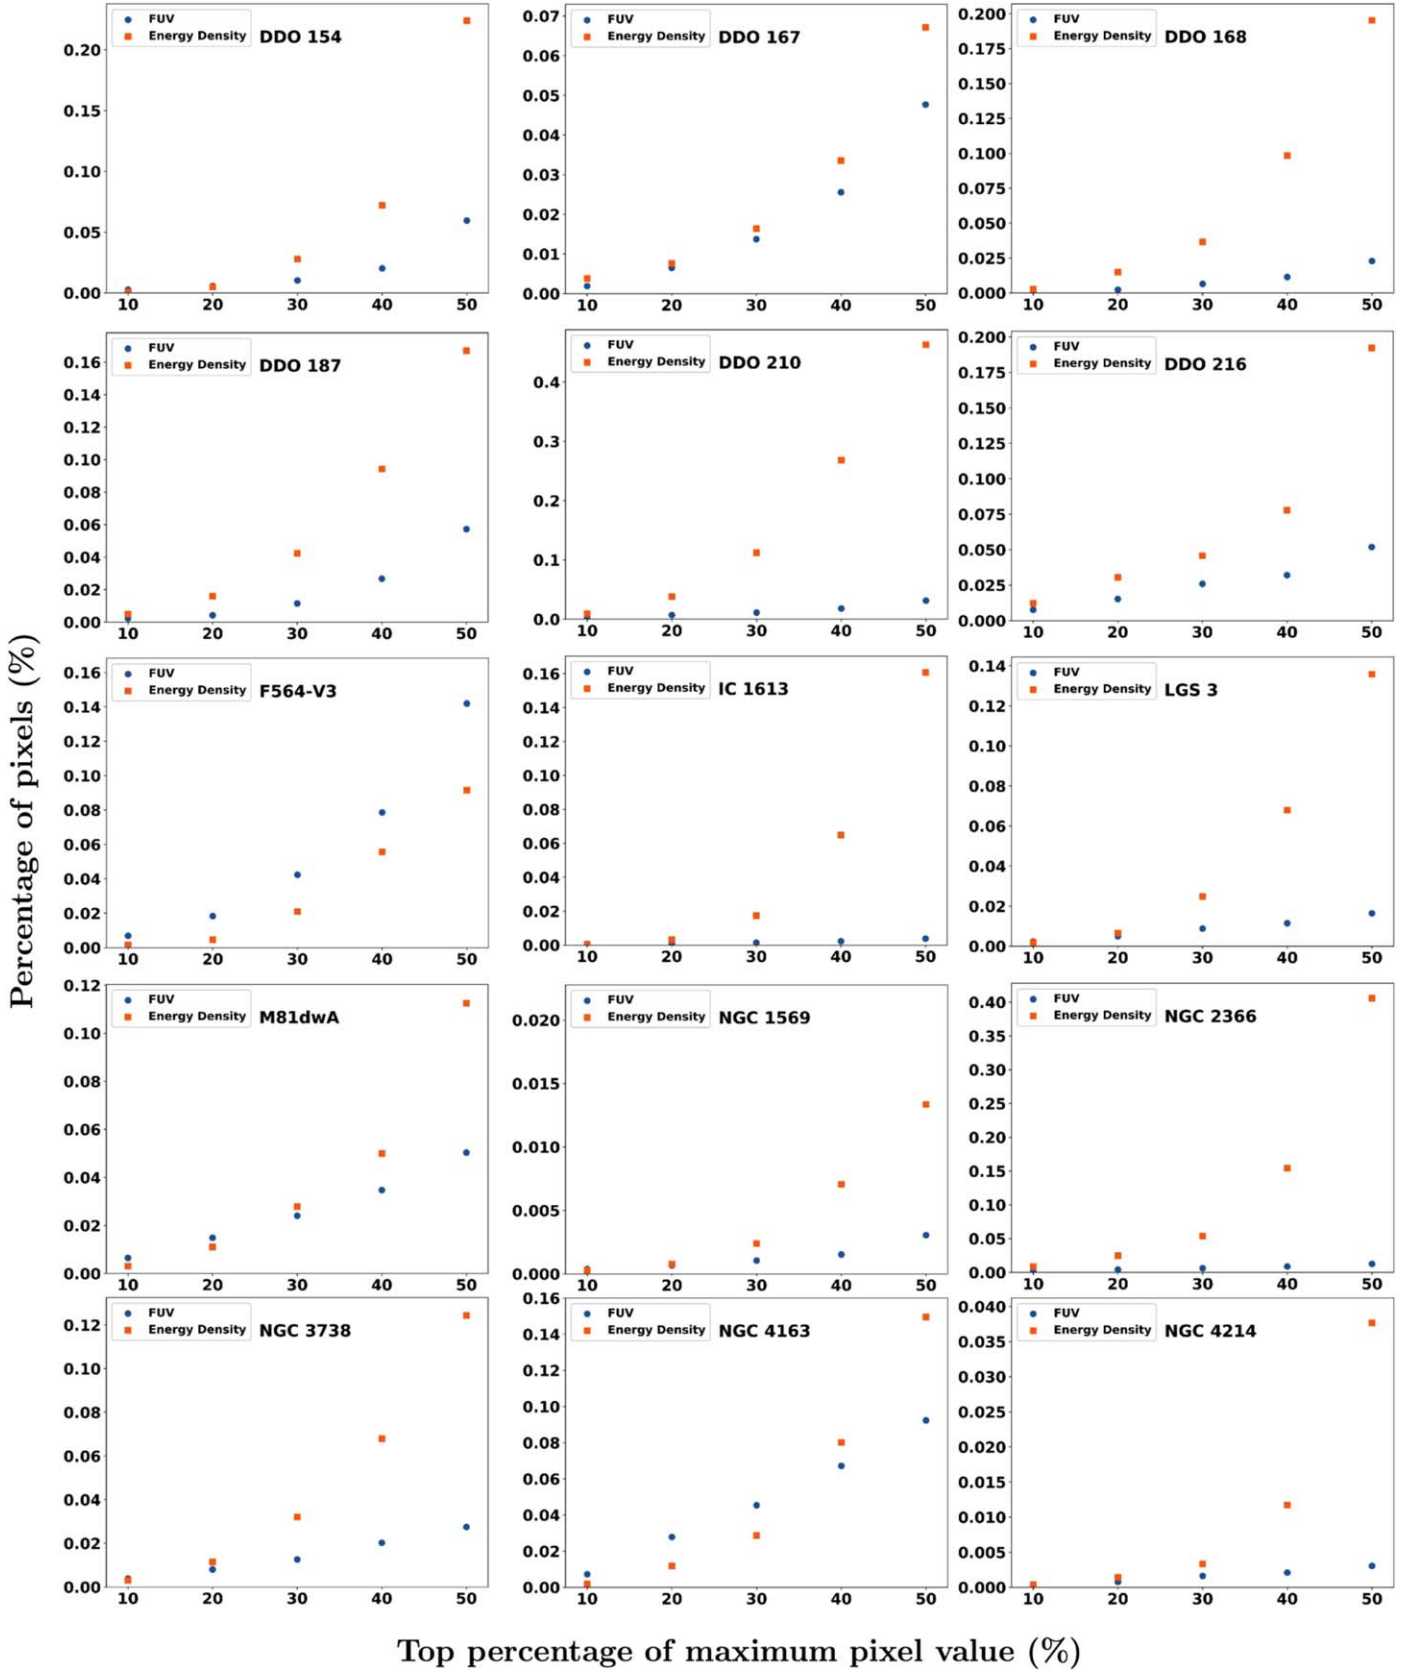 FUV
Energy Density
DDO 154
0.20
0.15
0.10
0.05
0.00
10 20 30 40 50
FUV
Energy Density
DDO 167
0.07
0.06
0.05
0.04
0.03
0.02
0.01
0.00
10 20 30 40 50
FUV
Energy Density
DDO 168
0.200
0.175
0.150
0.125
0.100
0.075
0.050
0.025
0.000
10 20 30 40 50
FUV
Energy Density
DDO 187
0.16
0.14
0.12
0.10
0.08
0.06
0.04
0.02
0.00
10 20 30 40 50
FUV
Energy Density
DDO 210
0.4
0.3
0.2
0.1
0.0
10 20 30 40 50
FUV
Energy Density
DDO 216
0.200
0.175
0.150
0.125
0.100
0.075
0.050
0.025
0.000
10 20 30 40 50
FUV
Energy Density
F564-V3
0.16
0.14
0.12
0.10
0.08
0.06
0.04
0.02
0.00
10 20 30 40 50
FUV
Energy Density
IC 1613
0.16
0.14
0.12
0.10
0.08
0.06
0.04
0.02
0.00
10 20 30 40 50
FUV
Energy Density
LGS 3
0.14
0.12
0.10
0.08
0.06
0.04
0.02
0.00
10 20 30 40 50
FUV
Energy Density
M81dwA
0.12
0.10
0.08
0.06
0.04
0.02
0.00
10 20 30 40 50
FUV
Energy Density
NGC 1569
0.020
0.015
0.010
0.005
0.000
10 20 30 40 50
FUV
Energy Density
NGC 2366
0.40
0.35
0.30
0.25
0.20
0.15
0.10
0.05
0.00
10 20 30 40 50
FUV
Energy Density
NGC 3738
0.12
0.10
0.08
0.06
0.04
0.02
0.00
10 20 30 40 50
FUV
Energy Density
NGC 4163
0.16
0.14
0.12
0.10
0.08
0.06
0.04
0.02
0.00
10 20 30 40 50
FUV
Energy Density
NGC 4214
0.040
0.035
0.030
0.025
0.020
0.015
0.010
0.005
0.000
10 20 30 40 50
Percentage of pixels (%)
Top percentage of maximum pixel value (%)